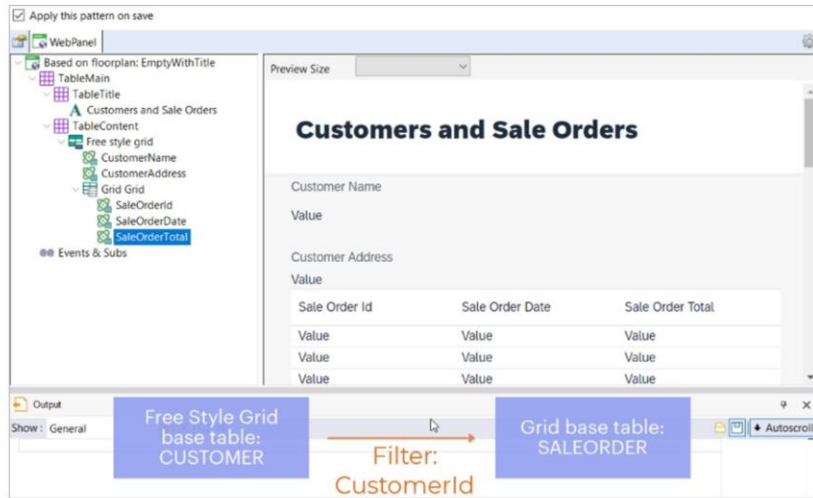 Apply this pattern on save
WebPanel
Based on floorplan: EmptyWithTitle
TableMain
TableTitle
A Customers and Sale Orders
TableContent
Free style grid
CustomerName
CustomerAddress
Grid Grid
SaleOrderId
SaleOrderDate
SaleOrderTotal
Events & Subs
Preview Size
Customers and Sale Orders
Customer Name
Value
Customer Address
Value
Sale Order Id Sale Order Date Sale Order Total
Value Value Value
Value Value Value
Value Value Value
Output
Show: General
Autoscroll
Free Style Grid
base table:
CUSTOMER
Filter:
CustomerId
Grid base table:
SALEORDER